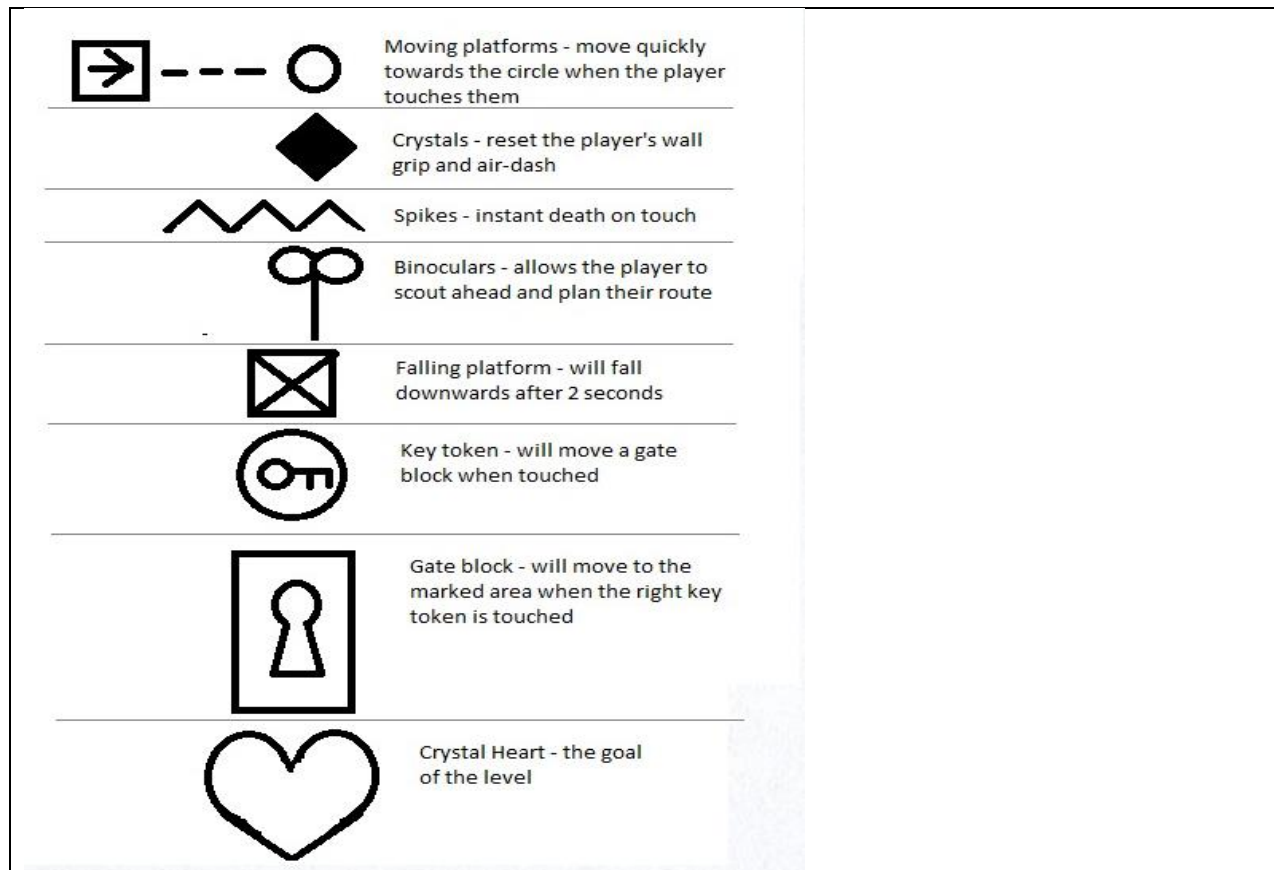 Moving platforms - move quickly
towards the circle when the player
touches them
Crystals - reset the player's wall
grip and air-dash
Spikes - instant death on touch
Binoculars - allows the player to
scout ahead and plan their route
Falling platform - will fall
downwards after 2 seconds
Key token - will move a gate
block when touched
Gate block - will move to the
marked area when the right key
token is touched
Crystal Heart - the goal
of the level